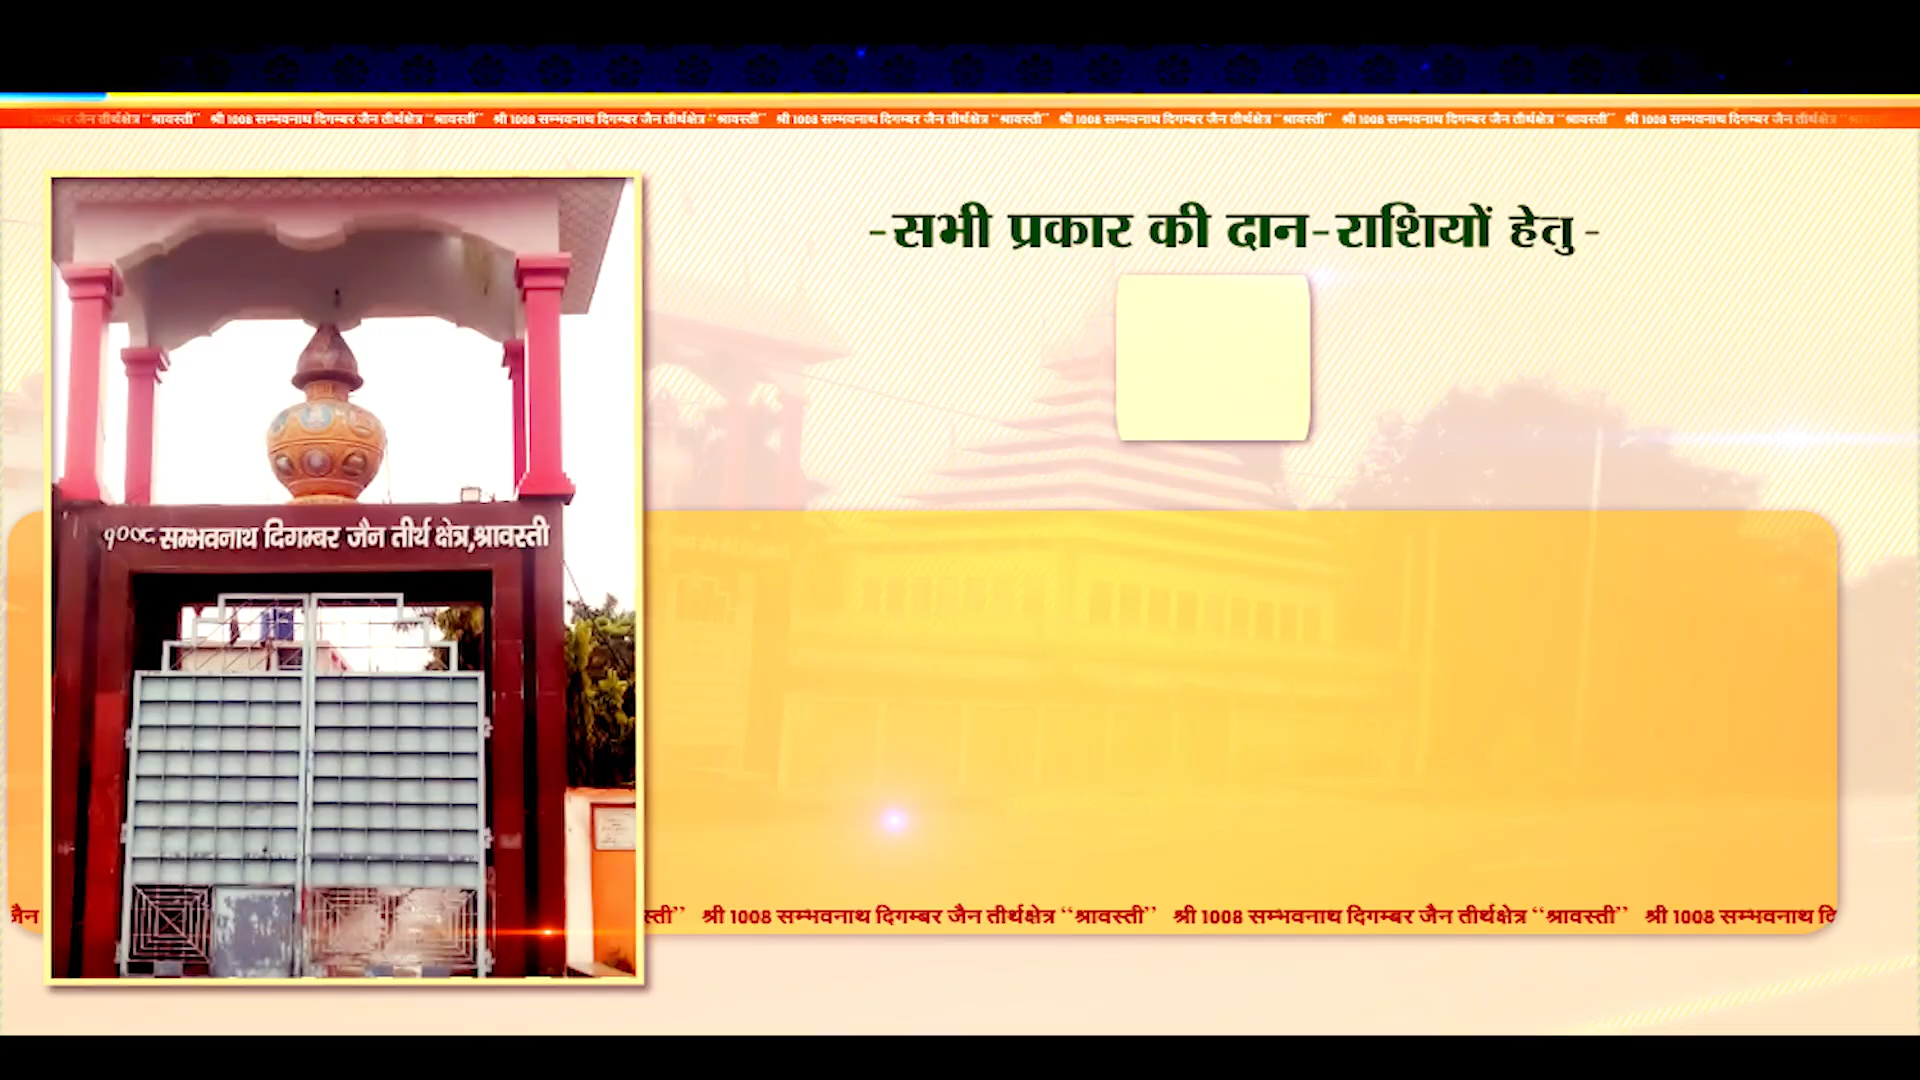 "श्रावस्ती" श्री 1008 सम्भवनाथ दिगम्बर जैन तीर्थक्षेत्र "श्रावस्ती" श्री 1008 सम्भवनाथ दिगम्बर जैन तीर्थक्षेत्र "श्रावस्ती" श्री 1008 सम्भवनाथ दिगम्बर जैन तीर्थक्षेत्र "श्रावस्ती" श्री 1008 सम्भवनाथ दिगम्बर जैन तीर्थक्षेत्र "श्रावस्ती" श्री 1008 सम्भवनाथ दिगम्बर जैन तीर्थक्षेत्र "श्रावस्ती" श्री 1008 सम्भवनाथ दिगम्बर जैन तीर्थक्षेत्र
-सभी प्रकार की दान-राशियों हेतु-
१००८ सम्भवनाथ दिगम्बर जैन तीर्थ क्षेत्र,श्रावस्ती
जैन
स्ती" श्री 1008 सम्भवनाथ दिगम्बर जैन तीर्थक्षेत्र "श्रावस्ती" श्री 1008 सम्भवनाथ दिगम्बर जैन तीर्थक्षेत्र "श्रावस्ती" श्री 1008 सम्भवनाथ दि